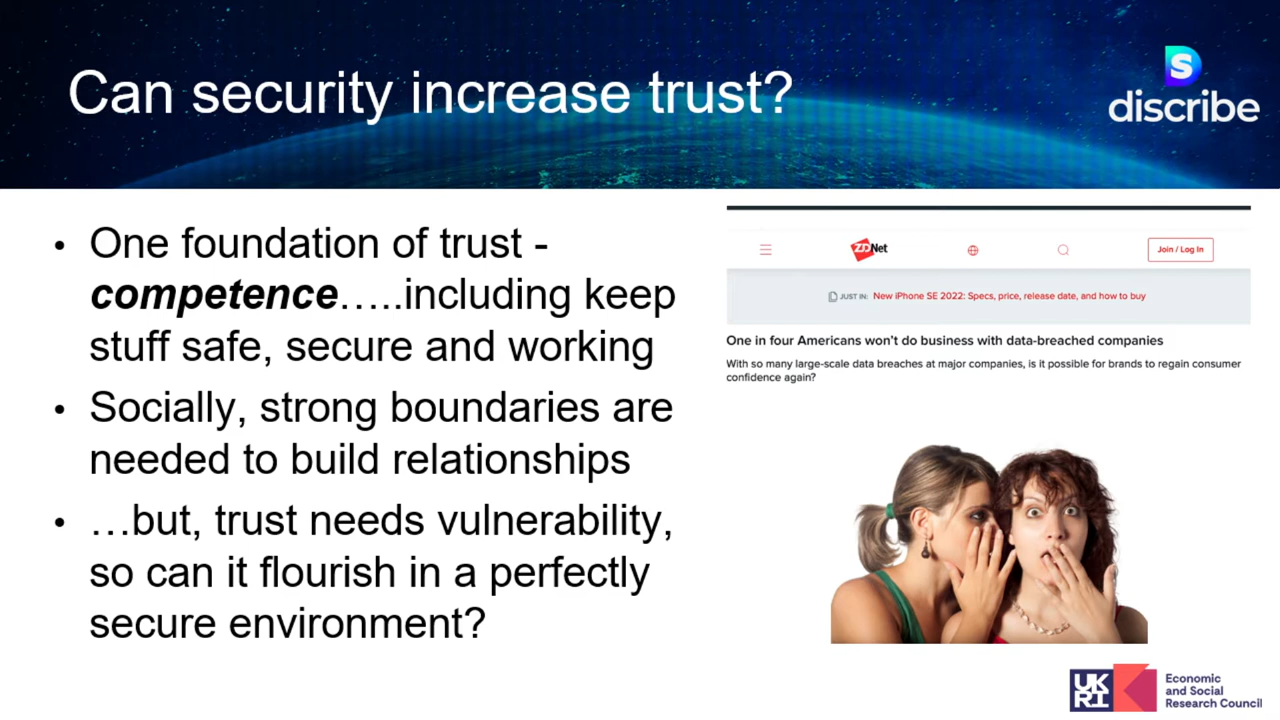 Can security increase trust?
discribe
• One foundation of trust -
competence…..including keep
stuff safe, secure and working
• Socially, strong boundaries are
needed to build relationships
• …but, trust needs vulnerability,
so can it flourish in a perfectly
secure environment?
ZDNet
Join / Log In
JUST IN: New iPhone SE 2022: Specs, price, release date, and how to buy
One in four Americans won't do business with data-breached companies
With so many large-scale data breaches at major companies, is it possible for brands to regain consumer
confidence again?
UKRI
Economic
and Social
Research Council